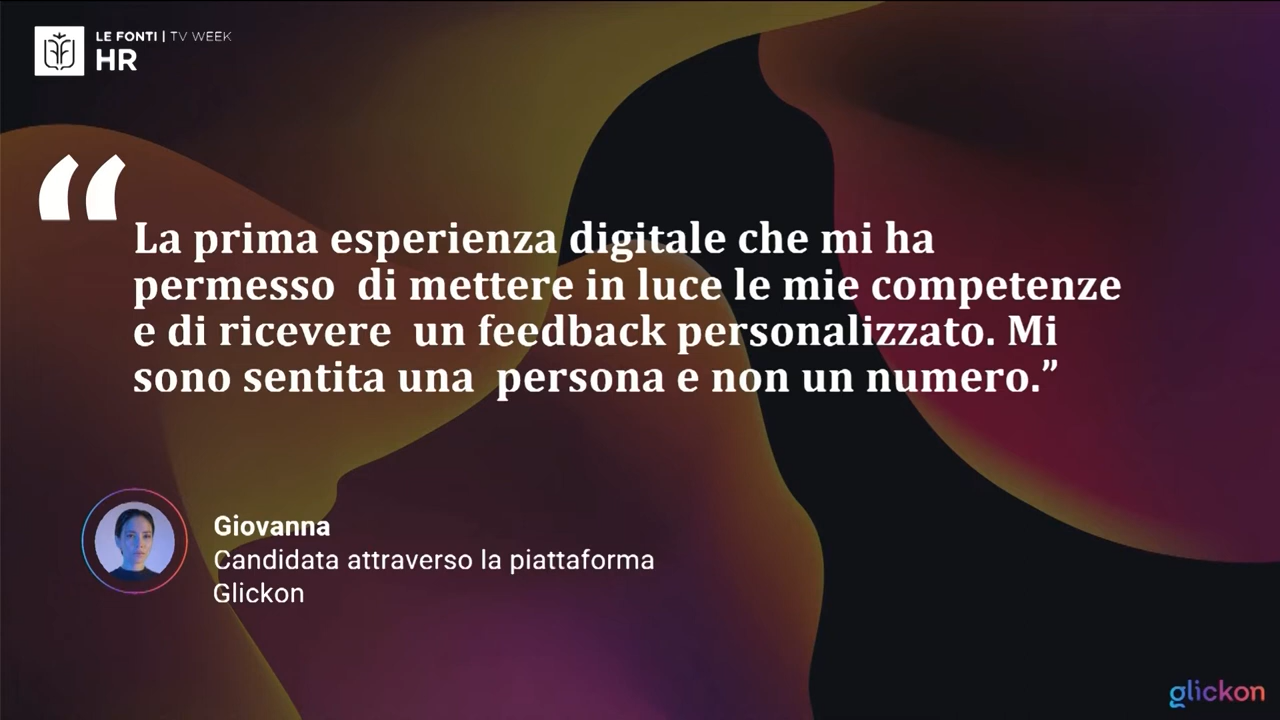 LE FONTI | TV WEEK
HR
“
La prima esperienza digitale che mi ha
permesso  di mettere in luce le mie competenze
e di ricevere  un feedback personalizzato. Mi
sono sentita una  persona e non un numero.”
Giovanna
Candidata attraverso la piattaforma
Glickon
glickon